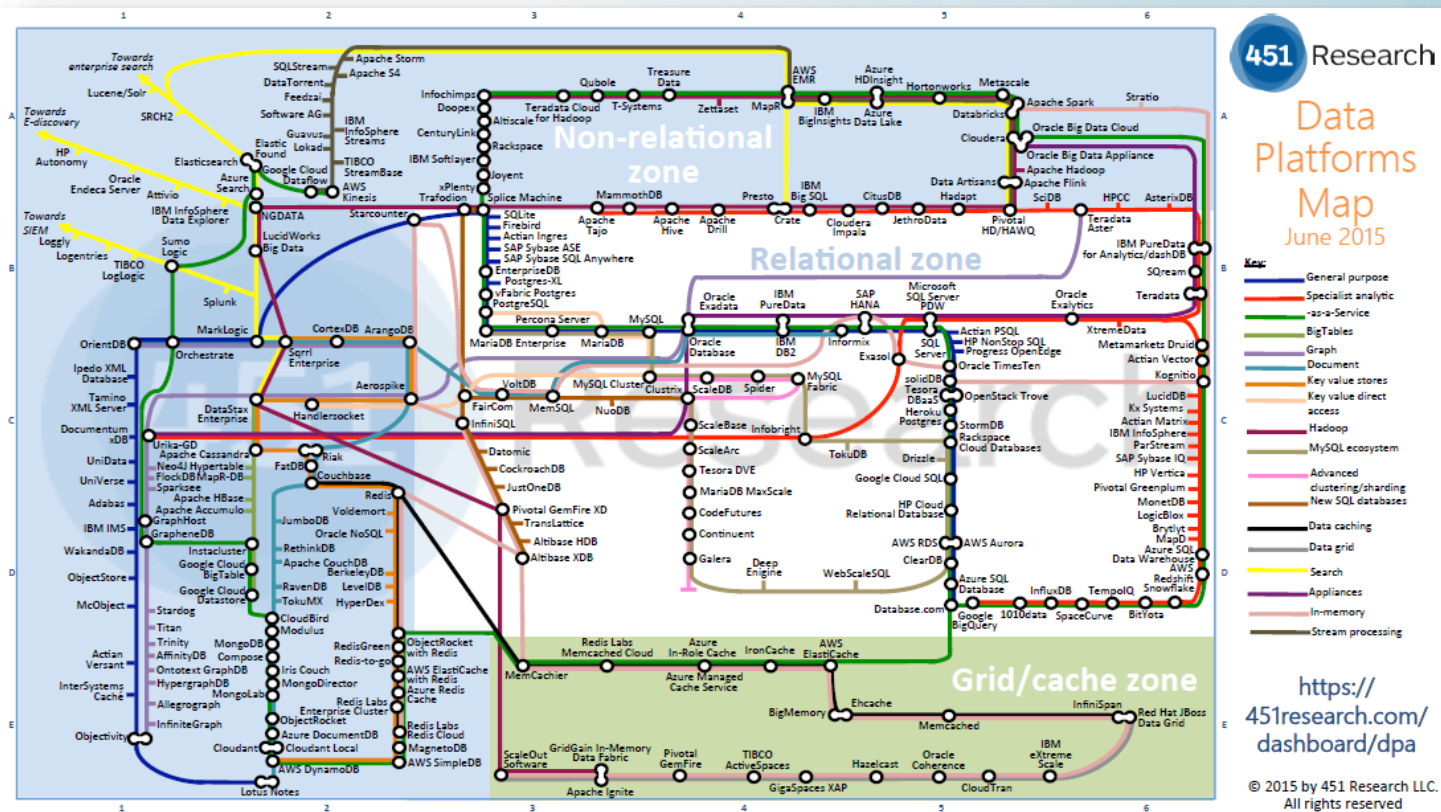 1 2 3 4 5 6
451 Research
Data
Platforms
Map
June 2015
Key:
General purpose
Specialist analytic
-as-a-Service
BigTables
Graph
Document
Key value stores
Key value direct
access
Hadoop
MySQL ecosystem
Advanced
clustering/sharding
New SQL databases
Data caching
Data grid
Search
Appliances
In-memory
Stream processing
https://
451research.com/
dashboard/dpa
© 2015 by 451 Research LLC.
All rights reserved
A
B
C
D
E
A
B
C
D
E
1 2 3 4 5 6
Non-relational
zone
Relational zone
Grid/cache zone
451 Research
Towards
enterprise search
Lucene/Solr
SRCH2
Towards
E-discovery
HP
Autonomy
Oracle
Endeca Server
Attivio
IBM InfoSphere
Data Explorer
Towards
SIEM
Loggly
Logentries
TIBCO
LogLogic
Sumo
Logic
Splunk
SQLStream
DataTorrent
Feedzai
Software AG
Guavus
Lokad
Apache Storm
Apache S4
IBM
InfoSphere
Streams
TIBCO
StreamBase
AWS
Kinesis
Google Cloud
Dataflow
Elastic
Found
Elasticsearch
Azure
Search
NGDATA
LucidWorks
Big Data
Starcounter
Trafodion
Splice Machine
Infochimps
Doopex
Altiscale
CenturyLink
Rackspace
IBM Softlayer
Joyent
xPlenty
Teradata Cloud
for Hadoop
Qubole
T-Systems
Treasure
Data
Zettaset
MapR
AWS
EMR
IBM
BigInsights
Azure
HDInsight
Azure
Data Lake
Hortonworks
Metascale
Apache Spark
Databricks
Stratio
Cloudera
Oracle Big Data Cloud
Oracle Big Data Appliance
Apache Hadoop
Data Artisans
Apache Flink
SciDB
HPCC
AsterixDB
Apache
Tajo
MammothDB
Apache
Hive
Apache
Drill
Presto
Crate
IBM
Big SQL
Cloudera
Impala
CitusDB
JethroData
Hadapt
Pivotal
HD/HAWQ
Teradata
Aster
IBM PureData
for Analytics/dashDB
SQream
Teradata
SQLite
Firebird
Actian Ingres
SAP Sybase ASE
SAP Sybase SQL Anywhere
EnterpriseDB
Postgres-XL
vFabric Postgres
PostgreSQL
Percona Server
MariaDB Enterprise
MariaDB
MySQL
Oracle
Exadata
Oracle
Database
IBM
PureData
IBM
DB2
SAP
HANA
Informix
Microsoft
SQL Server
PDW
SQL
Server
Oracle
Exalytics
XtremeData
Exasol
Actian PSQL
HP NonStop SQL
Progress OpenEdge
Oracle TimesTen
Metamarkets Druid
Actian Vector
Kognitio
LucidDB
Kx Systems
Actian Matrix
IBM InfoSphere
ParStream
SAP Sybase IQ
HP Vertica
Pivotal Greenplum
MonetDB
LogicBlox
Brytlyt
MapD
Azure SQL
Data Warehouse
AWS
Redshift
Snowflake
MarkLogic
CortexDB
ArangoDB
OrientDB
Orchestrate
Sqrrl
Enterprise
Ipedo XML
Database
Tamino
XML Server
Documentum
xDB
UniData
UniVerse
Adabas
IBM IMS
WakandaDB
ObjectStore
McObject
Actian
Versant
InterSystems
Caché
Objectivity
Aerospike
DataStax
Enterprise
Handlersocket
Urika-GD
Apache Cassandra
Neo4J Hypertable
FlockDB MapR-DB
Sparksee
Apache HBase
Apache Accumulo
GraphHost
GrapheneDB
Instacluster
Google Cloud
BigTable
Google Cloud
Datastore
Stardog
Titan
Trinity
AffinityDB
Ontotext GraphDB
HypergraphDB
Allegrograph
InfiniteGraph
Riak
FatDB
Couchbase
Redis
Voldemort
Oracle NoSQL
JumboDB
RethinkDB
Apache CouchDB
RavenDB
TokuMX
BerkeleyDB
LevelDB
HyperDex
CloudBird
Modulus
MongoDB
Compose
Iris Couch
MongoDirector
MongoLab
ObjectRocket
Azure DocumentDB
Cloudant
Cloudant Local
AWS DynamoDB
Lotus Notes
RedisGreen
Redis-to-go
ObjectRocket
with Redis
AWS ElastiCache
with Redis
Azure Redis
Cache
Redis Labs
Enterprise Cluster
Redis Labs
Redis Cloud
MagnetoDB
AWS SimpleDB
VoltDB
FairCom
MemSQL
NuoDB
InfiniSQL
Datomic
CockroachDB
JustOneDB
Pivotal GemFire XD
TransLattice
Altibase HDB
Altibase XDB
MySQL Cluster
Clustrix
ScaleDB
Spider
MySQL
Fabric
Infobright
TokuDB
ScaleBase
ScaleArc
Tesora DVE
MariaDB MaxScale
CodeFutures
Continuent
Galera
Deep
Enigine
WebScaleSQL
solidDB
Tesora
DBaaS
OpenStack Trove
Heroku
Postgres
StormDB
Rackspace
Cloud Databases
Drizzle
Google Cloud SQL
HP Cloud
Relational Database
AWS RDS
AWS Aurora
ClearDB
Azure SQL
Database
Database.com
Google
BigQuery
1010data
InfluxDB
SpaceCurve
TempoIQ
BitYota
MemCachier
Redis Labs
Memcached Cloud
Azure
In-Role Cache
Azure Managed
Cache Service
IronCache
AWS
ElastiCache
BigMemory
Ehcache
Memcached
InfiniSpan
Red Hat JBoss
Data Grid
ScaleOut
Software
GridGain In-Memory
Data Fabric
Apache Ignite
Pivotal
GemFire
TIBCO
ActiveSpaces
GigaSpaces XAP
Hazelcast
Oracle
Coherence
CloudTran
IBM
eXtreme
Scale